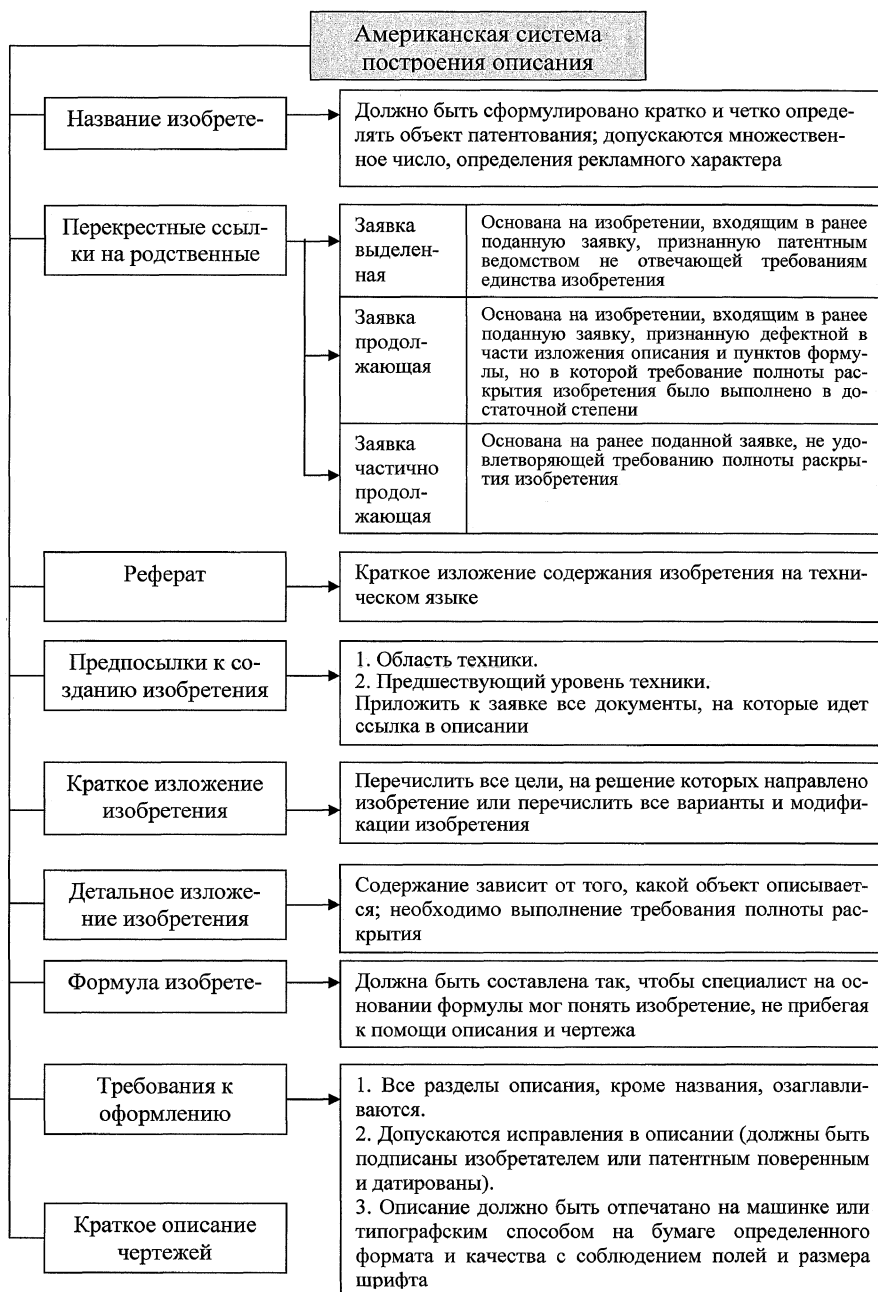 Американская система
построения описания
Название изобрете-
Должно быть сформулировано кратко и четко опреде-
лять объект патентования; допускаются множествен-
ное число, определения рекламного характера
Перекрестные ссыл-
ки на родственные
Заявка
выделен-
ная
Основана на изобретении, входящим в ранее
поданную заявку, признанную патентным
ведомством не отвечающей требованиям
единства изобретения
Заявка
продол-
жающая
Основана на изобретении, входящим в ранее
поданную заявку, признанную дефектной в
части изложения описания и пунктов форму-
лы, но в которой требование полноты рас-
крытия изобретения было выполнено в до-
статочной степени
Заявка
частично
продол-
жающая
Основана на ранее поданной заявке, не удо-
влетворяющей требованию полноты раскры-
тия изобретения
Реферат
Краткое изложение содержания изобретения на техни-
ческом языке
Предпосылки к со-
зданию изобретения
1. Область техники.
2. Предшествующий уровень техники.
Приложить к заявке все документы, на которые идет
ссылка в описании
Краткое изложение
изобретения
Перечислить все цели, на решение которых направлено
изобретение или перечислить все варианты и модифи-
кации изобретения
Детальное изложе-
ние изобретения
Содержание зависит от того, какой объект описывает-
ся; необходимо выполнение требования полноты рас-
крытия
Формула изобрете-
Должна быть составлена так, чтобы специалист на ос-
новании формулы мог понять изобретение, не прибегая
к помощи описания и чертежа
Требования к
оформлению
1. Все разделы описания, кроме названия, озаглавли-
ваются.
2. Допускаются исправления в описании (должны быть
подписаны изобретателем или патентным поверенным
и датированы).
3. Описание должно быть отпечатано на машинке или
типографским способом на бумаге определенного
формата и качества с соблюдением полей и размера
шрифта
Краткое описание
чертежей